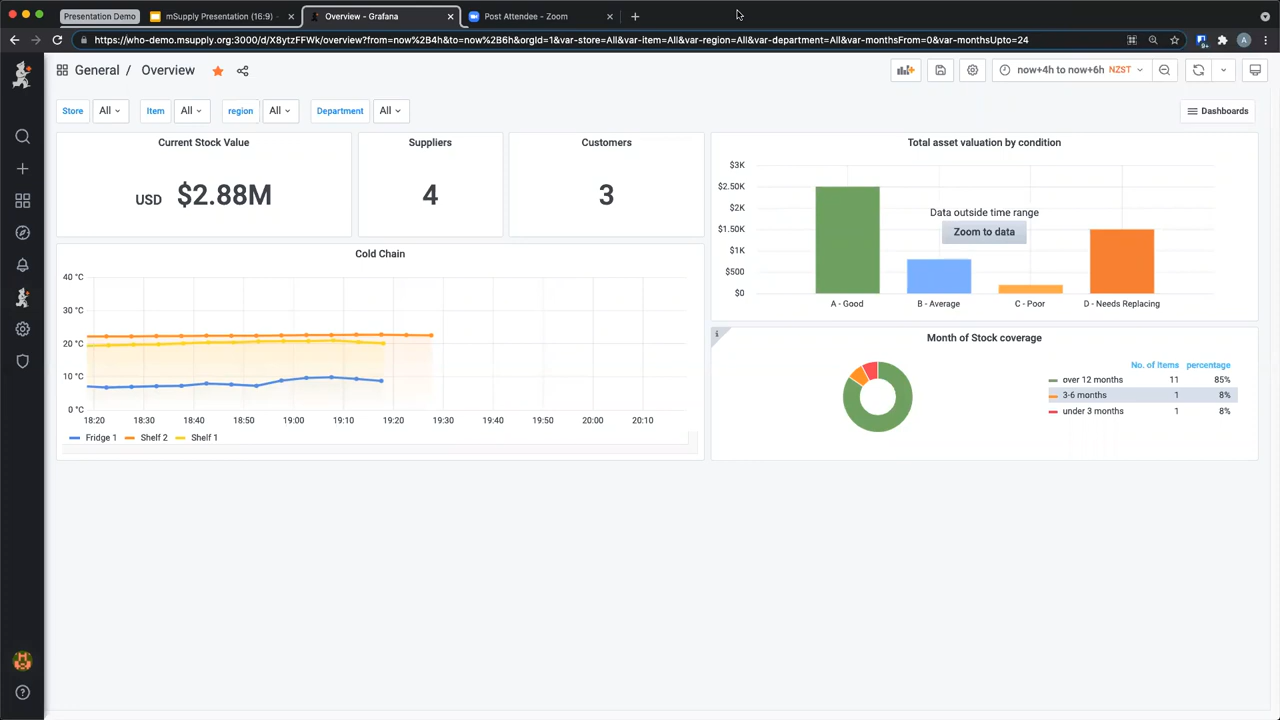 Presentation Demo
mSupply Presentation (16:9)
Overview - Grafana
Post Attendee - Zoom
https://who-demo.msupply.org:3000/d/X8ytzFFWk/overview?from=now%2B4h&to=now%2B6h&orgId=1&var-store=All&var-item=All&var-region=All&var-department=All&var-monthsFrom=0&var-monthsUpto=24
A
General / Overview
now+4h to now+6h NZST
Store All
Item All
region All
Department All
Dashboards
Current Stock Value
USD $2.88M
Suppliers
4
Customers
3
Total asset valuation by condition
$3K
$2.50K
$2K
$1.50K
$1K
$500
$0
Data outside time range
Zoom to data
A - Good
B - Average
C - Poor
D - Needs Replacing
Cold Chain
40 °C
30 °C
20 °C
10 °C
0 °C
18:20 18:30 18:40 18:50 19:00 19:10 19:20 19:30 19:40 19:50 20:00 20:10
Fridge 1 Shelf 2 Shelf 1
i
Month of Stock coverage
No. of Items percentage
over 12 months 11 85%
3-6 months 1 8%
under 3 months 1 8%